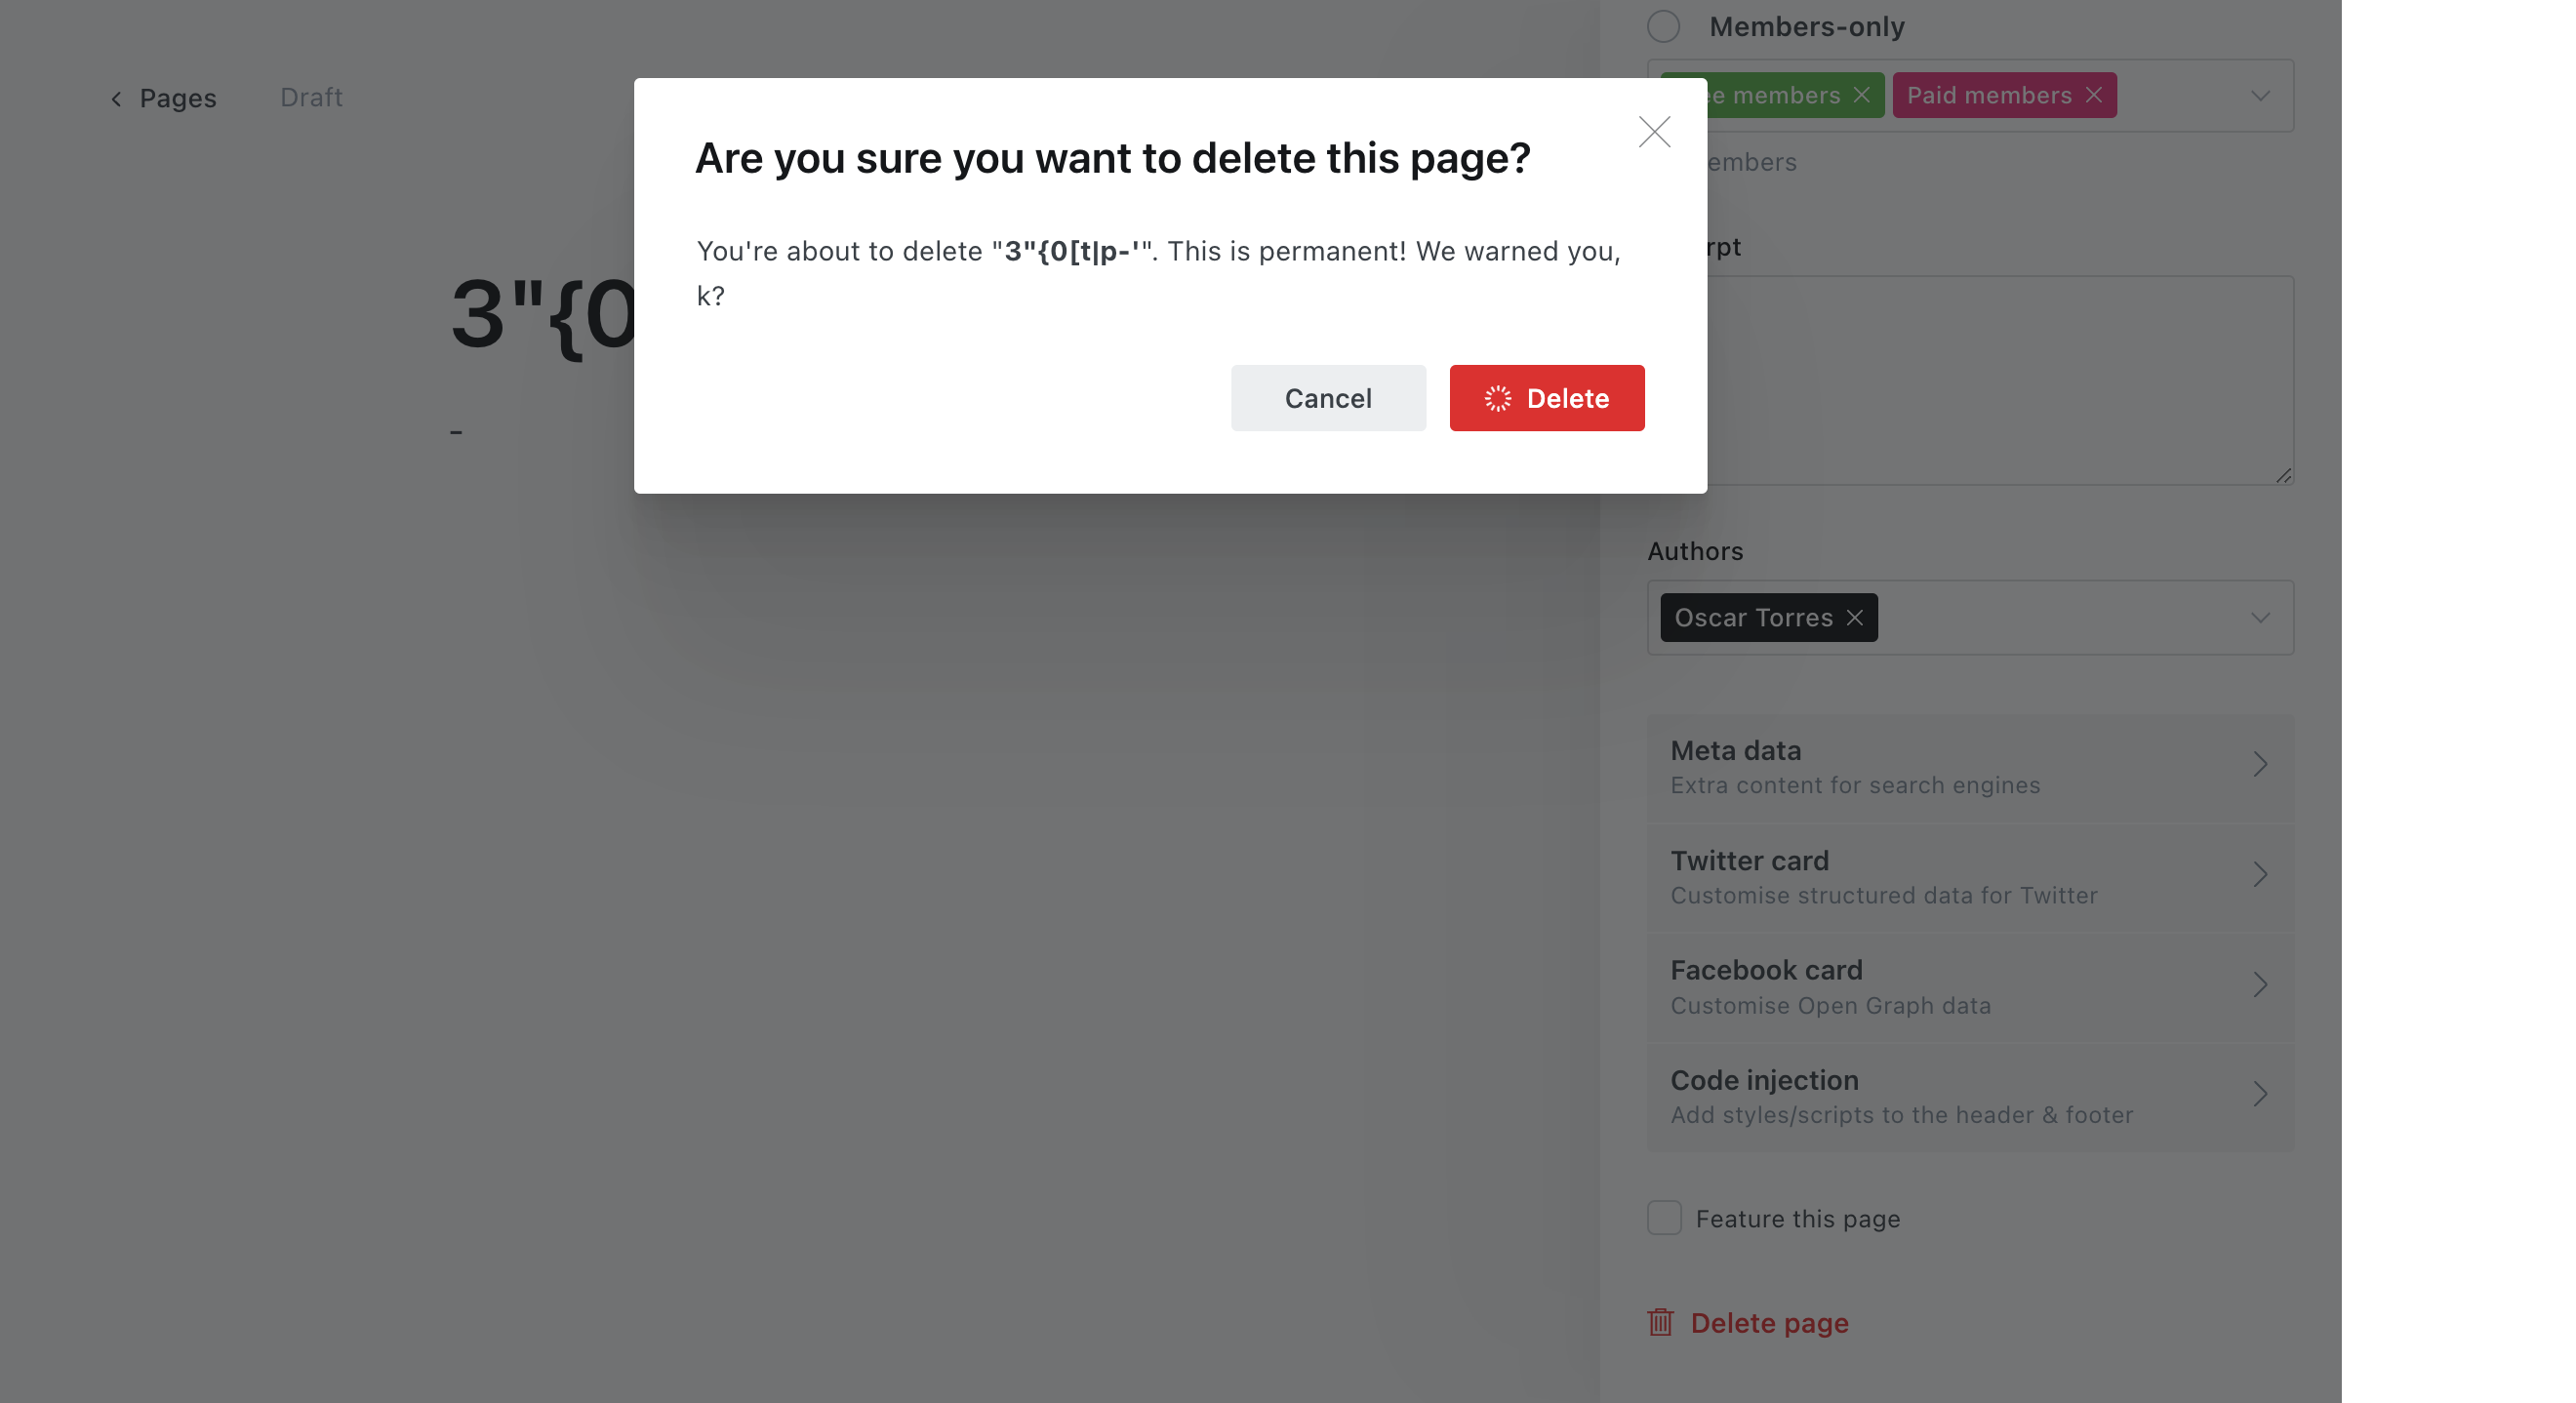 Members-only
Pages
Draft
ee members
Paid members
embers
Are you sure you want to delete this page?
You're about to delete "3"{0[t|p-'". This is permanent! We warned you,
k?
Cancel
Delete
3"{0
-
rpt
Authors
Oscar Torres
Meta data
Extra content for search engines
Twitter card
Customise structured data for Twitter
Facebook card
Customise Open Graph data
Code injection
Add styles/scripts to the header & footer
Feature this page
Delete page